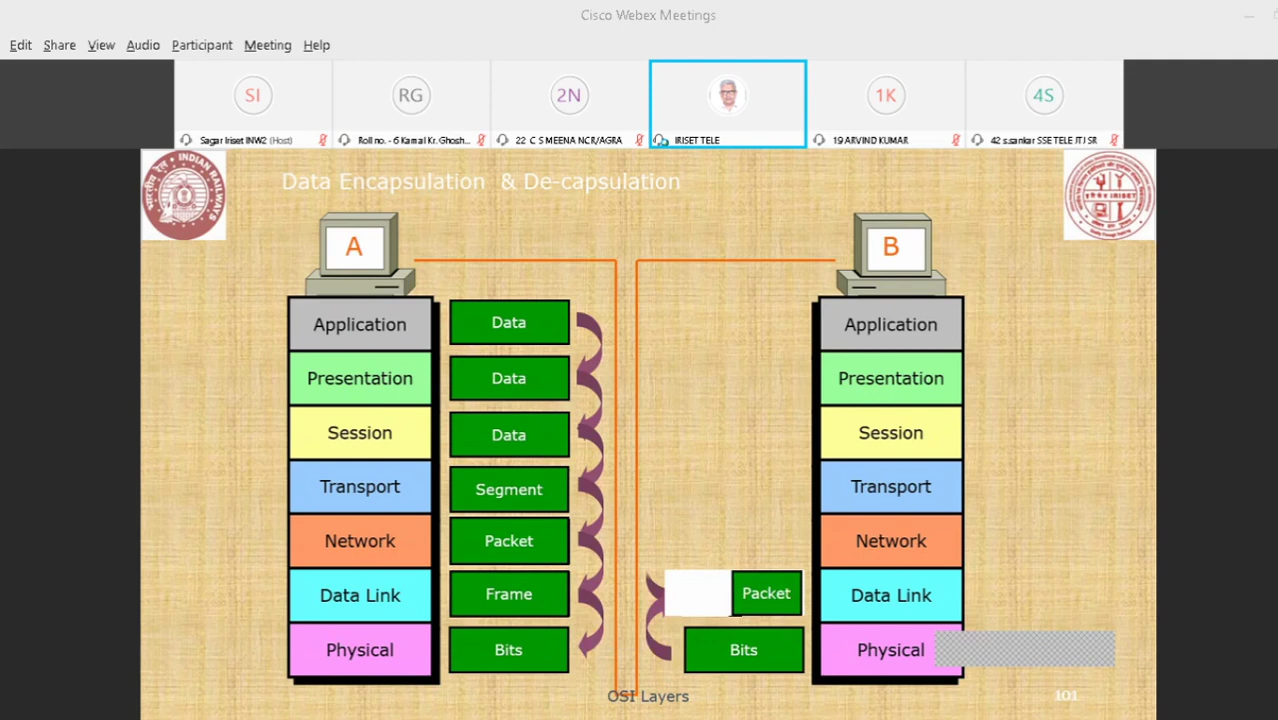 Cisco Webex Meetings
Edit Share View Audio Participant Meeting Help
SI RG 2N 1K 4S
Sagar Iriset INW2 (Host) Roll no. - 6 Kamal Kr. Ghosh... 22 C S MEENA NCR/AGRA IRISET TELE 19 ARVIND KUMAR 42 s.sankar SSE TELE JTJ SR
INDIAN RAILWAYS
IRISET
Data Encapsulation & De-capsulation
A B
Application Data Application
Presentation Data Presentation
Session Data Session
Transport Segment Transport
Network Packet Network
Data Link Frame Packet Data Link
Physical Bits Bits Physical
OSI Layers 101